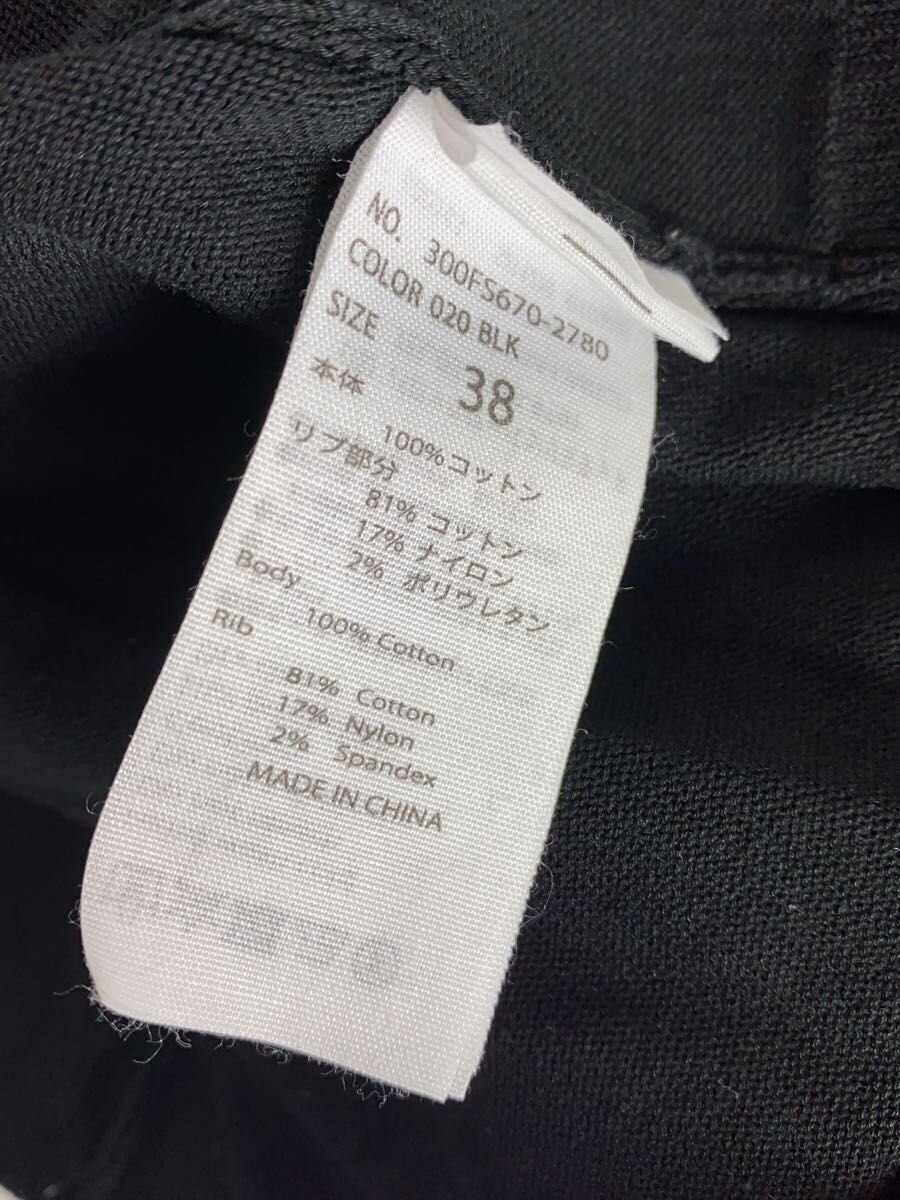 NO. 300FS670-2780
COLOR 020 BLK
SIZE 38
本体
100%コットン
リブ部分
81% コットン
17% ナイロン
2% ポリウレタン
Body
100% Cotton
Rib
81% Cotton
17% Nylon
2% Spandex
MADE IN CHINA